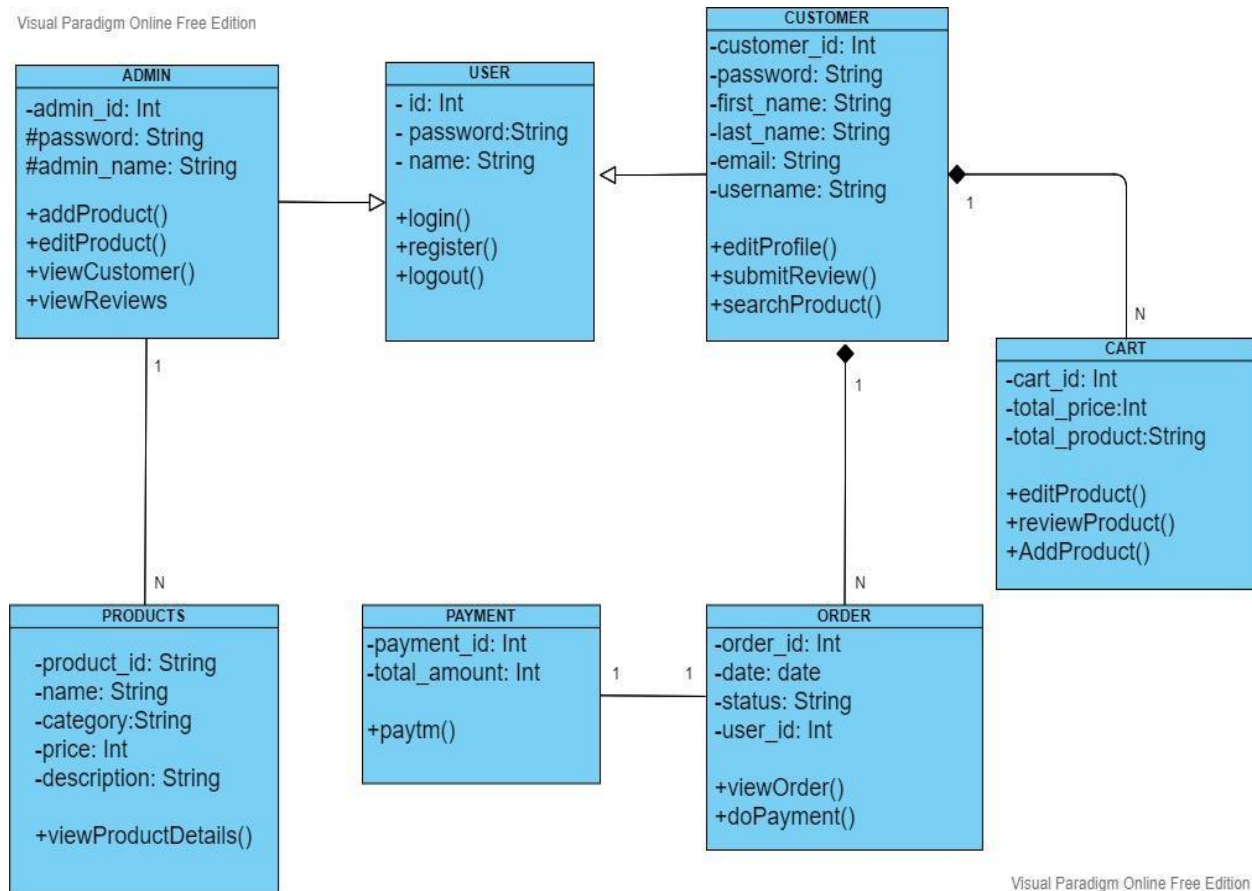 Visual Paradigm Online Free Edition
ADMIN
-admin_id: Int
#password: String
#admin_name: String
+addProduct()
+editProduct()
+viewCustomer()
+viewReviews
USER
- id: Int
- password:String
- name: String
+login()
+register()
+logout()
CUSTOMER
-customer_id: Int
-password: String
-first_name: String
-last_name: String
-email: String
-username: String
+editProfile()
+submitReview()
+searchProduct()
1
N
CART
-cart_id: Int
-total_price:Int
-total_product:String
+editProduct()
+reviewProduct()
+AddProduct()
1
N
1
N
PRODUCTS
-product_id: String
-name: String
-category:String
-price: Int
-description: String
+viewProductDetails()
PAYMENT
-payment_id: Int
-total_amount: Int
+paytm()
1
1
ORDER
-order_id: Int
-date: date
-status: String
-user_id: Int
+viewOrder()
+doPayment()
Visual Paradigm Online Free Edition